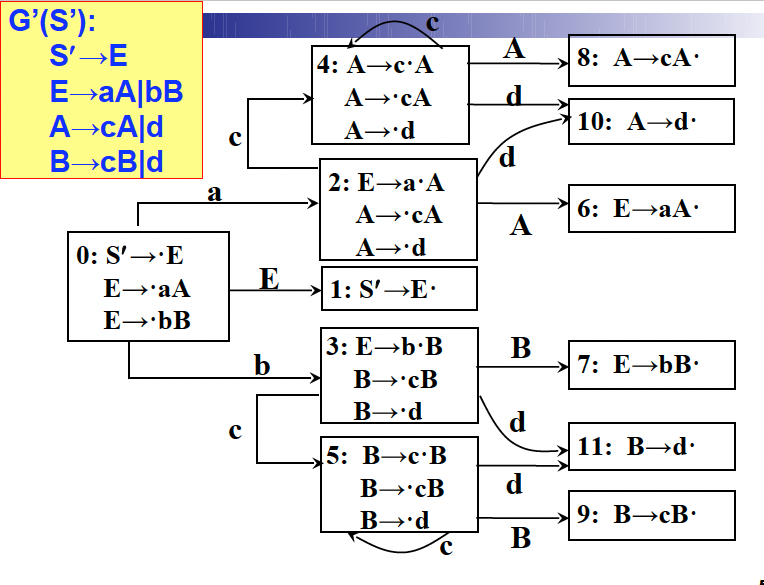 G’(S’):
S′→E
E→aA|bB
A→cA|d
B→cB|d
c
4: A→c·A
A→·cA
A→·d
A
8: A→cA·
d
10: A→d·
c
d
2: E→a·A
A→·cA
A→·d
a
A
6: E→aA·
0: S′→·E
E→·aA
E→·bB
E
1: S′→E·
b
3: E→b·B
B→·cB
B→·d
B
7: E→bB·
c
d
11: B→d·
5: B→c·B
B→·cB
B→·d
d
B
9: B→cB·
c